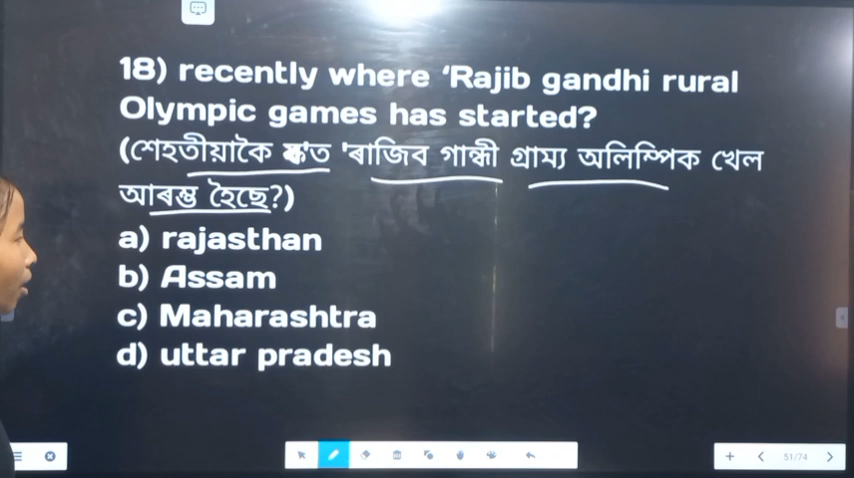 18) recently where ‘Rajib gandhi rural
Olympic games has started?
(শেহতীয়াকৈ ক'ত 'ৰাজিব গান্ধী গ্ৰাম্য অলিম্পিক খেল
আৰম্ভ হৈছে?)
a) rajasthan
b) Assam
c) Maharashtra
d) uttar pradesh
51/74